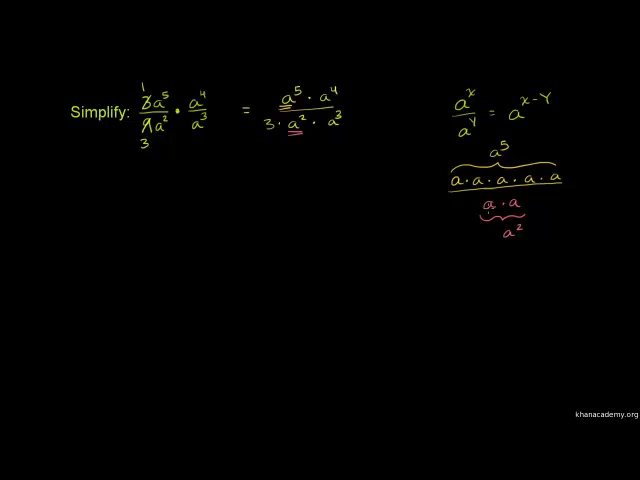 1
Simplify: 3a^5/9a^2 · a^4/a^3 = a^5 · a^4/3 · a^2 · a^3
3
a^x/a^y = a^(x-y)
a^5
a · a · a · a · a
a · a
a^2
khanacademy.org